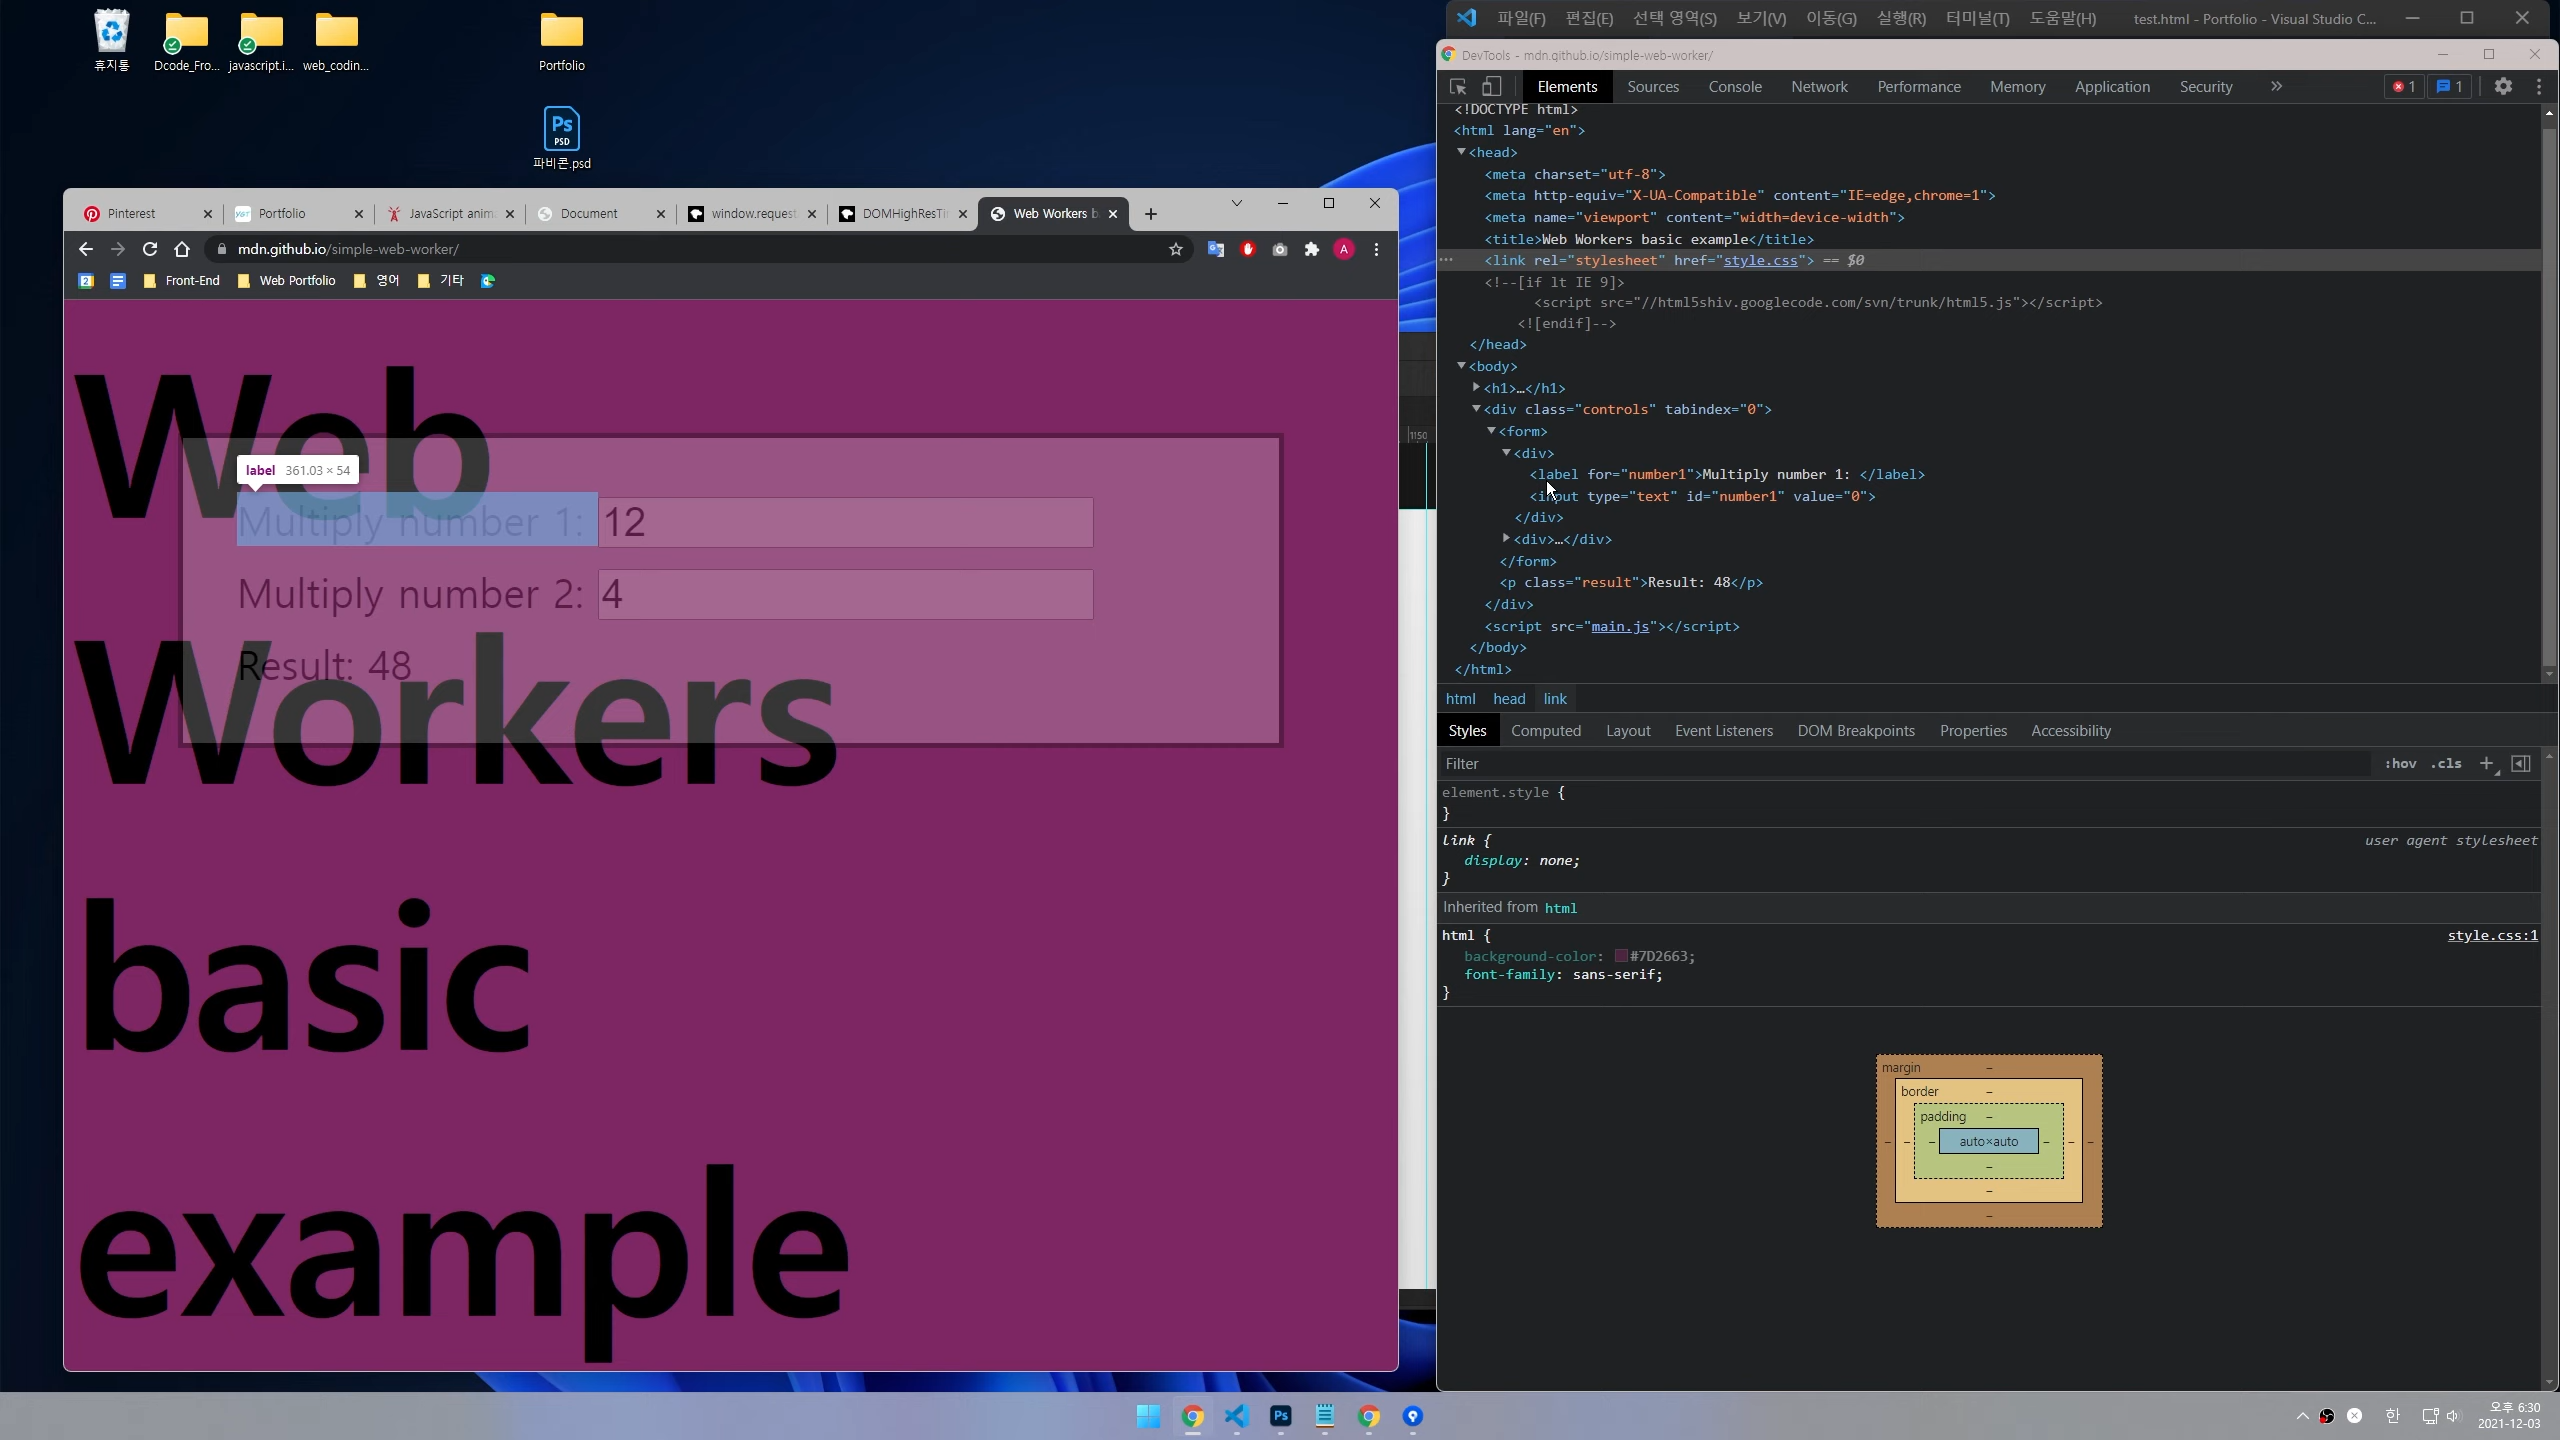 휴지통
Dcode_Fro...
javascript.i...
web_codin...
Portfolio
Ps
PSD
파비콘.psd
Pinterest
Portfolio
JavaScript anim
Document
window.request
DOMHighResTi
Web Workers b
mdn.github.io/simple-web-worker/
A
Front-End
Web Portfolio
영어
기타
Web
Workers
basic
example
label 361.03 × 54
Multiply number 1: 12
Multiply number 2: 4
Result: 48
1150
파일(F) 편집(E) 선택 영역(S) 보기(V) 이동(G) 실행(R) 터미널(T) 도움말(H) test.html - Portfolio - Visual Studio C...
DevTools - mdn.github.io/simple-web-worker/
Elements Sources Console Network Performance Memory Application Security » 1 1
<!DOCTYPE html>
<html lang="en">
<head>
<meta charset="utf-8">
<meta http-equiv="X-UA-Compatible" content="IE=edge,chrome=1">
<meta name="viewport" content="width=device-width">
<title>Web Workers basic example</title>
<link rel="stylesheet" href="style.css"> == $0
<!--[if lt IE 9]>
<script src="//html5shiv.googlecode.com/svn/trunk/html5.js"></script>
<![endif]-->
</head>
<body>
<h1>…</h1>
<div class="controls" tabindex="0">
<form>
<div>
<label for="number1">Multiply number 1: </label>
<input type="text" id="number1" value="0">
</div>
<div>…</div>
</form>
<p class="result">Result: 48</p>
</div>
<script src="main.js"></script>
</body>
</html>
html head link
Styles Computed Layout Event Listeners DOM Breakpoints Properties Accessibility
Filter :hov .cls +
element.style {
}
link { user agent stylesheet
display: none;
}
Inherited from html
html { style.css:1
background-color: #7D2663;
font-family: sans-serif;
}
margin –
border –
padding –
– – – auto×auto – – –
–
–
–
Ps
한
오후 6:30
2021-12-03